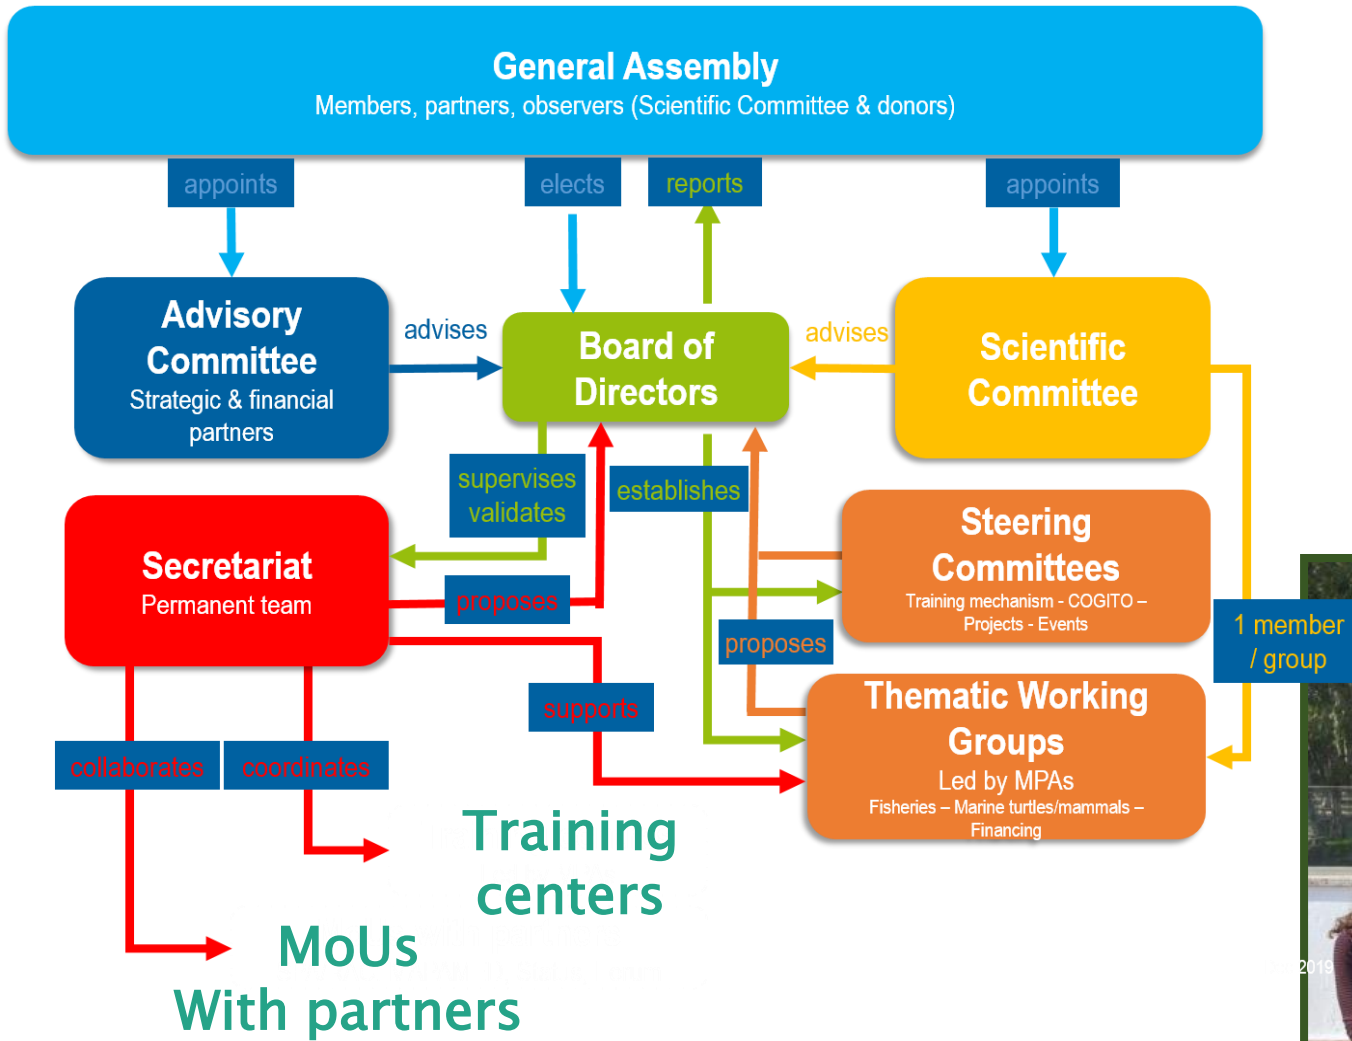 General Assembly
Members, partners, observers (Scientific Committee & donors)
appoints
elects
reports
appoints
Advisory
Committee
Strategic & financial
partners
advises
Board of
Directors
advises
Scientific
Committee
supervises
validates
establishes
Secretariat
Permanent team
proposes
Steering
Committees
Training mechanism - COGITO –
Projects - Events
1 member
/ group
proposes
supports
Thematic Working
Groups
Led by MPAs
Fisheries – Marine turtles/mammals –
Financing
collaborates
coordinates
Training
centers
MoUs
With partners
2019